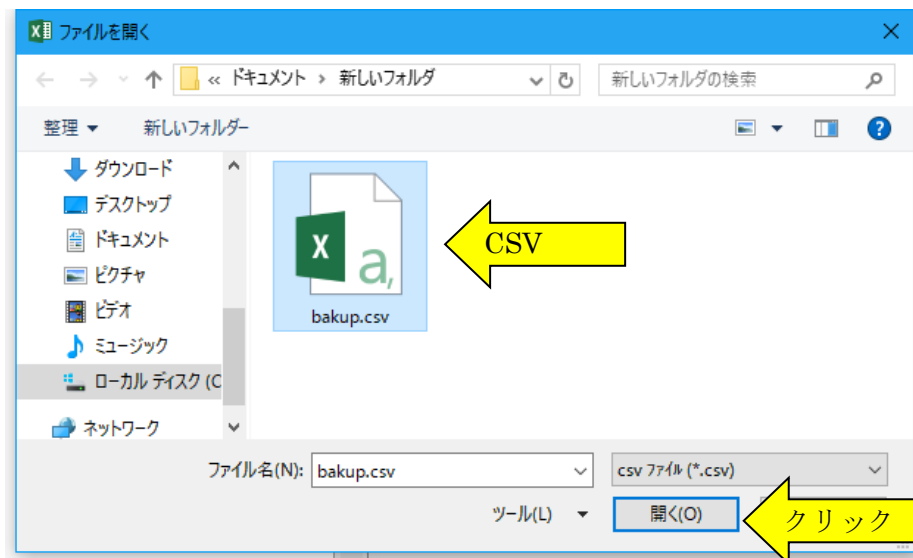 ファイルを開く
« ドキュメント › 新しいフォルダ
新しいフォルダの検索
整理
新しいフォルダー
ダウンロード
デスクトップ
ドキュメント
ピクチャ
ビデオ
ミュージック
ローカル ディスク (C
ネットワーク
bakup.csv
CSV
ファイル名(N): bakup.csv
csv ファイル (*.csv)
ツール(L)
開く(O)
クリック